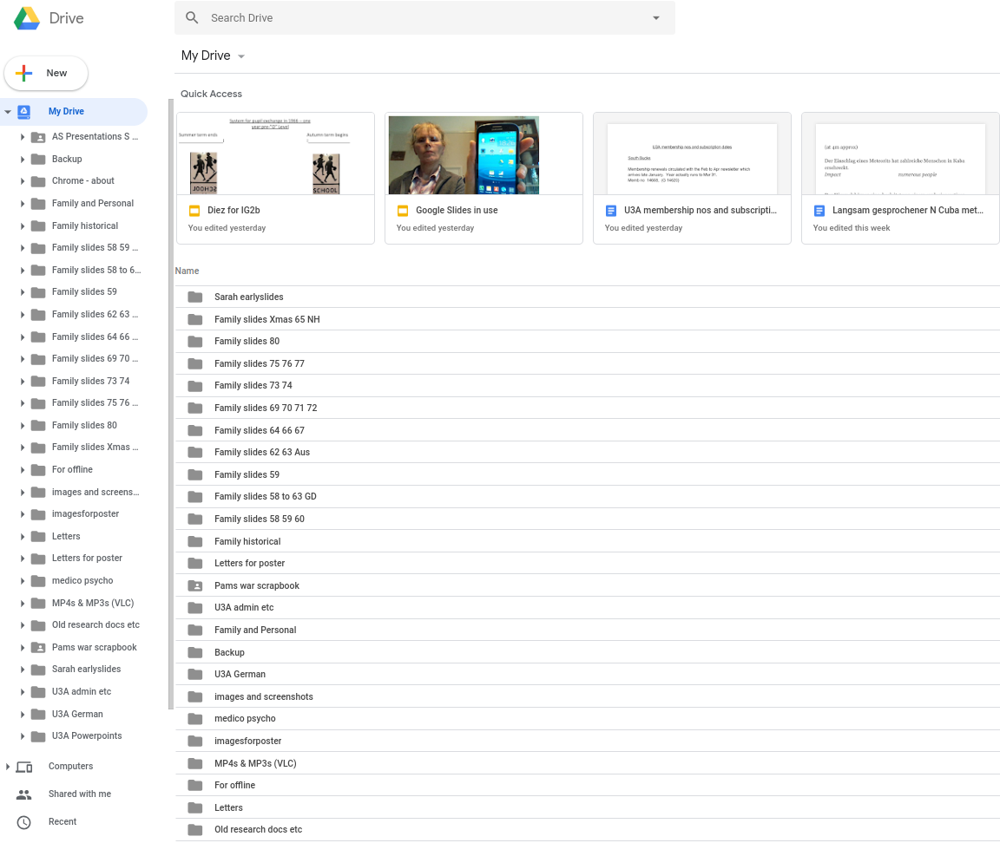 Drive
Search Drive
New
My Drive
Quick Access
My Drive
AS Presentations S ...
Backup
Chrome - about
Family and Personal
Family historical
Family slides 58 59 ...
Family slides 58 to 6...
Family slides 59
Family slides 62 63 ...
Family slides 64 66 ...
Family slides 69 70 ...
Family slides 73 74
Family slides 75 76 ...
Family slides 80
Family slides Xmas ...
For offline
images and screens...
imagesforposter
Letters
Letters for poster
medico psycho
MP4s & MP3s (VLC)
Old research docs etc
Pams war scrapbook
Sarah earlyslides
U3A admin etc
U3A German
U3A Powerpoints
Computers
Shared with me
Recent
System for pupil exchange in 1966 – one
year pre-"O" Level
Summer term ends
Autumn term begins
SCHOOL
Diez for IG2b
You edited yesterday
Google Slides in use
You edited yesterday
U3A membership nos and subscription dates
South Bucks:
Membership renewals circulated with the Feb to Apr newsletter which
arrives late January. Year actually runs to Mar 31.
U3A membership nos and subscripti...
You edited yesterday
(at 4m approx)
Der Einschlag eines Meteorits hat zahlreiche Menschen in Kuba
erschreckt.
Impact numerous people
Langsam gesprochener N Cuba met...
You edited this week
Name
Sarah earlyslides
Family slides Xmas 65 NH
Family slides 80
Family slides 75 76 77
Family slides 73 74
Family slides 69 70 71 72
Family slides 64 66 67
Family slides 62 63 Aus
Family slides 59
Family slides 58 to 63 GD
Family slides 58 59 60
Family historical
Letters for poster
Pams war scrapbook
U3A admin etc
Family and Personal
Backup
U3A German
images and screenshots
medico psycho
imagesforposter
MP4s & MP3s (VLC)
For offline
Letters
Old research docs etc